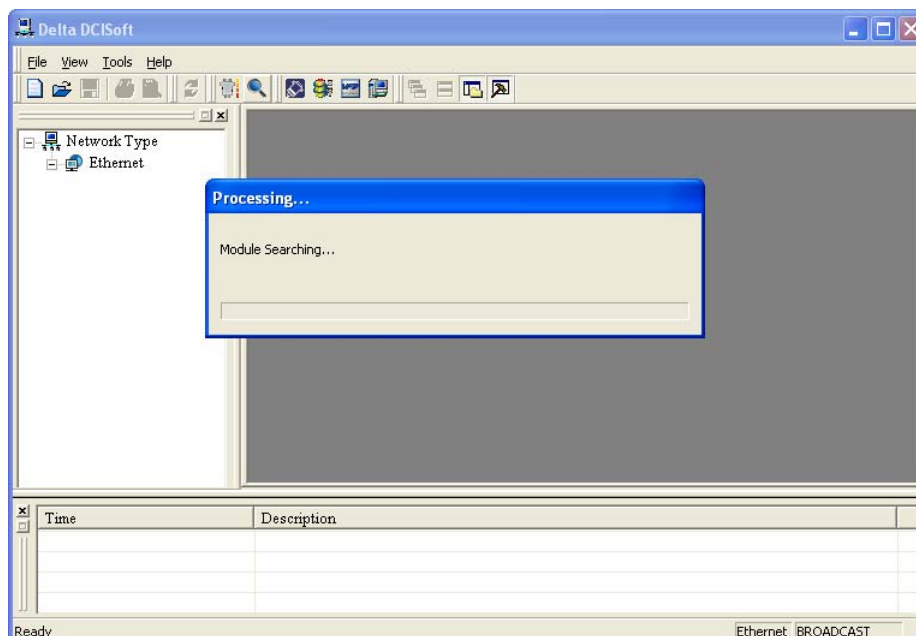 Delta DCISoft
File View Tools Help
Network Type
Ethernet
Processing...
Module Searching...
Time Description
Ready Ethernet BROADCAST